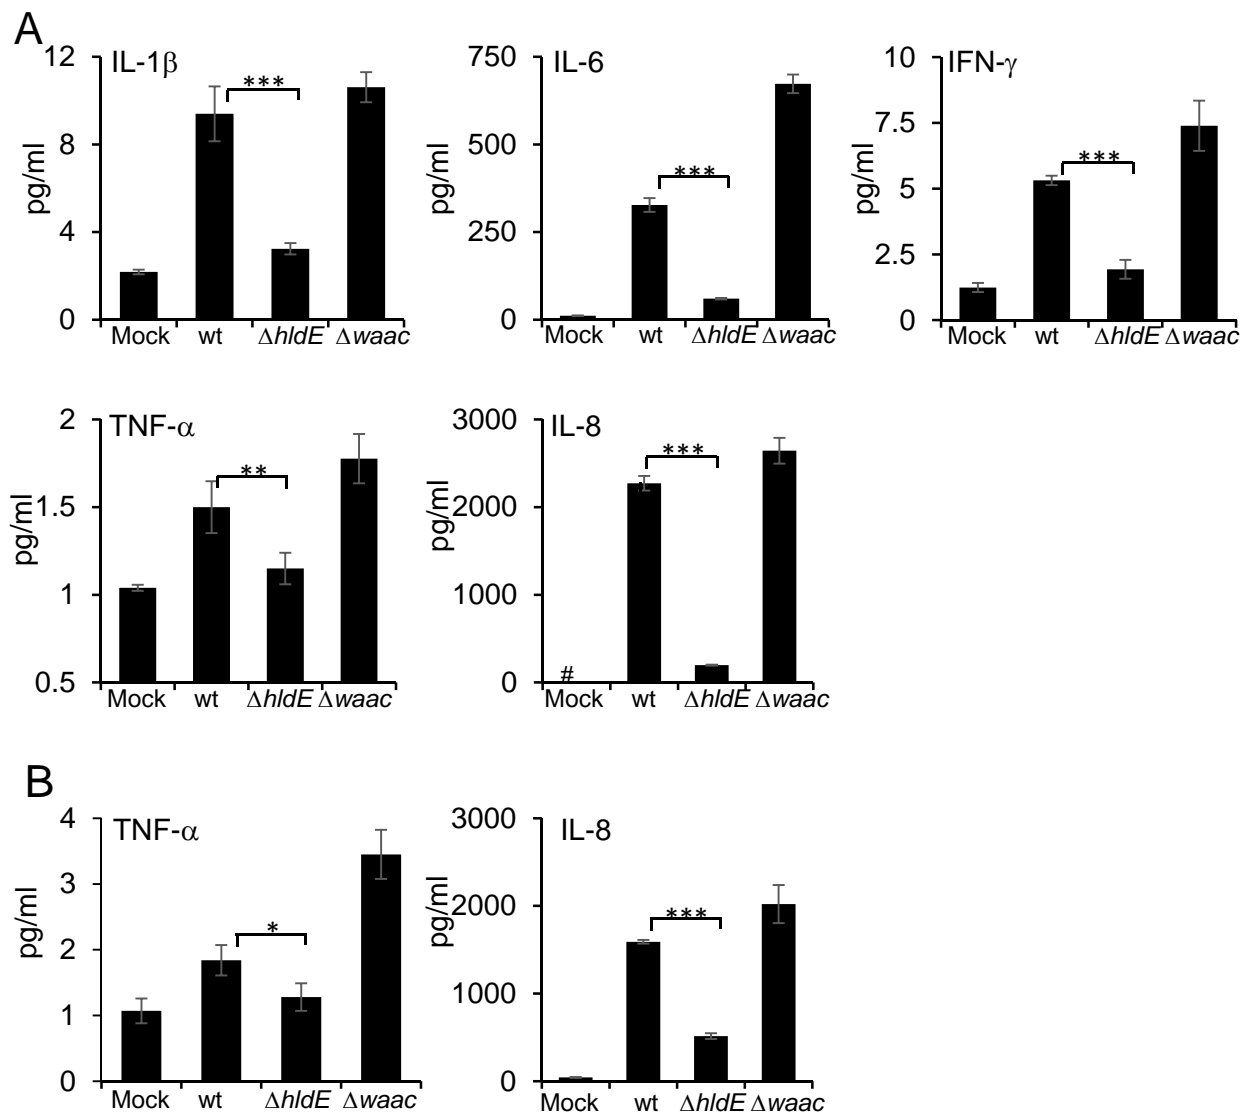 A
IL-1β
***
12
8
4
0
pg/ml
Mock wt ΔhldE Δwaac
IL-6
***
750
500
250
0
pg/ml
Mock wt ΔhldE Δwaac
IFN-γ
***
10
7.5
5
2.5
0
pg/ml
Mock wt ΔhldE Δwaac
TNF-α
**
2
1.5
1
0.5
pg/ml
Mock wt ΔhldE Δwaac
IL-8
***
3000
2000
1000
0
pg/ml
#
Mock wt ΔhldE Δwaac
B
TNF-α
*
4
3
2
1
0
pg/ml
Mock wt ΔhldE Δwaac
IL-8
***
3000
2000
1000
0
pg/ml
Mock wt ΔhldE Δwaac